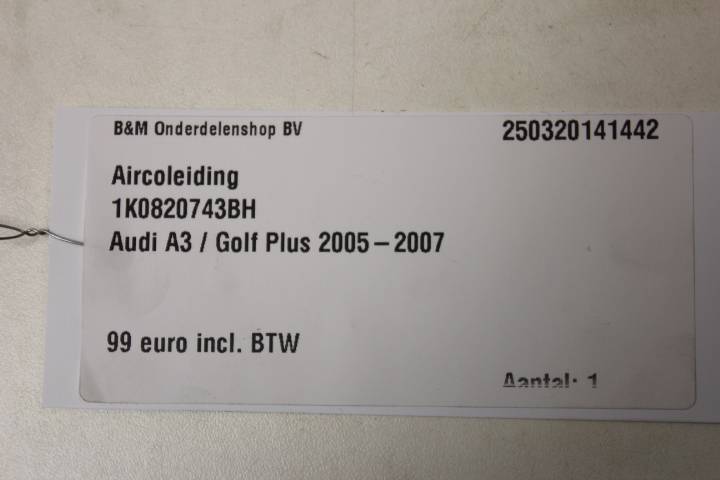 B&M Onderdelenshop BV 250320141442
Aircoleiding
1K0820743BH
Audi A3 / Golf Plus 2005 – 2007
99 euro incl. BTW
Aantal: 1